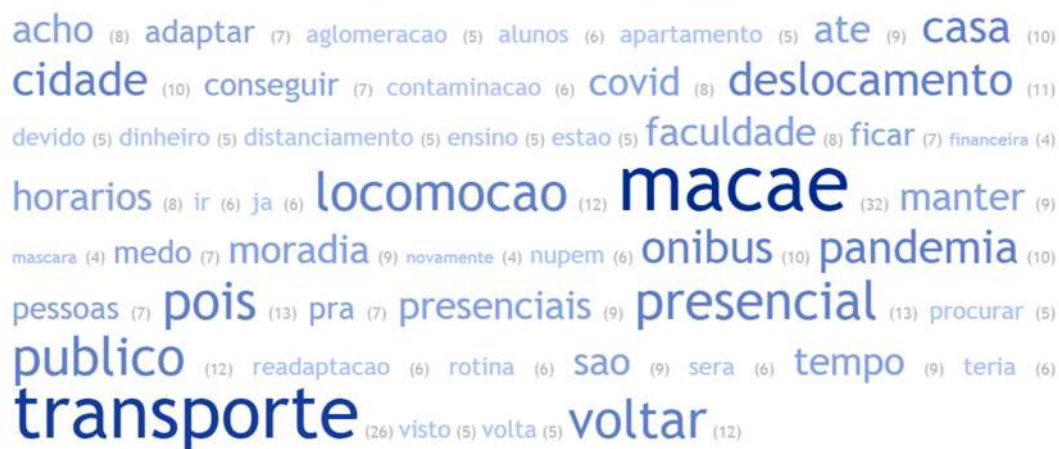 acho (8) adaptar (7) aglomeracao (5) alunos (6) apartamento (5) ate (9) casa (10)
cidade (10) conseguir (7) contaminacao (6) covid (8) deslocamento (11)
devido (5) dinheiro (5) distanciamento (5) ensino (5) estao (5) faculdade (8) ficar (7) financeira (4)
horarios (8) ir (6) ja (6) locomocao (12) macae (32) manter (9)
mascara (4) medo (7) moradia (9) novamente (4) nupem (6) onibus (10) pandemia (10)
pessoas (7) pois (13) pra (7) presenciais (9) presencial (13) procurar (5)
publico (12) readaptacao (6) rotina (6) sao (9) sera (6) tempo (9) teria (6)
transporte (26) visto (5) volta (5) voltar (12)